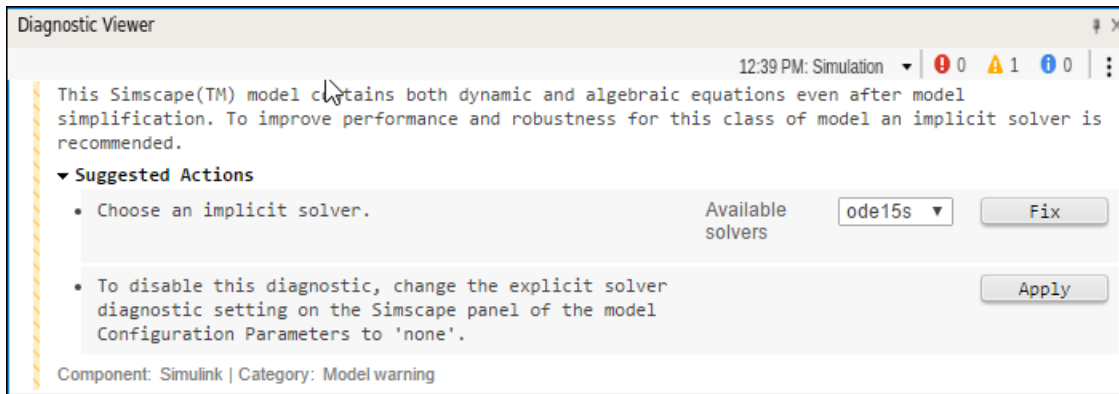 Diagnostic Viewer
12:39 PM: Simulation 0 1 0
This Simscape(TM) model contains both dynamic and algebraic equations even after model
simplification. To improve performance and robustness for this class of model an implicit solver is
recommended.
Suggested Actions
• Choose an implicit solver. Available solvers ode15s Fix
• To disable this diagnostic, change the explicit solver Apply
diagnostic setting on the Simscape panel of the model
Configuration Parameters to 'none'.
Component: Simulink | Category: Model warning